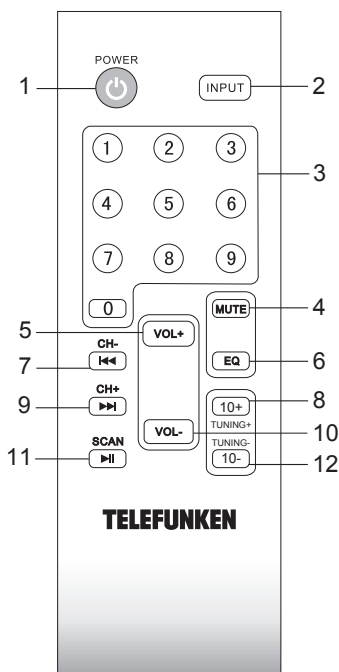 POWER
1
INPUT
2
1 2 3
3
4 5 6
7 8 9
0
MUTE
4
5
VOL+
CH-
7
EQ
6
CH+
9
10+
8
TUNING+
VOL-
10
SCAN
11
TUNING-
10-
12
TELEFUNKEN